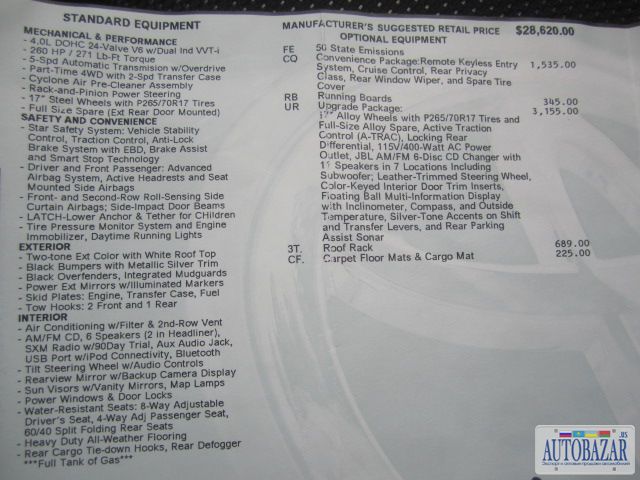 STANDARD EQUIPMENT
MECHANICAL & PERFORMANCE
- 4.0L DOHC 24-Valve V6 w/Dual Ind VVT-i
- 260 HP / 271 Lb-Ft Torque
- 5-Spd Automatic Transmission w/Overdrive
- Part-Time 4WD with 2-Spd Transfer Case
- Cyclone Air Pre-Cleaner Assembly
- Rack-and-Pinion Power Steering
- 17" Steel Wheels with P265/70R17 Tires
- Full Size Spare (Ext Rear Door Mounted)
SAFETY AND CONVENIENCE
- Star Safety System: Vehicle Stability
Control, Traction Control, Anti-Lock
Brake System with EBD, Brake Assist
and Smart Stop Technology
- Driver and Front Passenger: Advanced
Airbag System, Active Headrests and Seat
Mounted Side Airbags
- Front- and Second-Row Roll-Sensing Side
Curtain Airbags; Side-Impact Door Beams
- LATCH-Lower Anchor & Tether for CHildren
- Tire Pressure Monitor System and Engine
Immobilizer, Daytime Running Lights
EXTERIOR
- Two-tone Ext Color with White Roof Top
- Black Bumpers with Metallic Silver Trim
- Black Overfenders, Integrated Mudguards
- Power Ext Mirrors w/Illuminated Markers
- Skid Plates: Engine, Transfer Case, Fuel
- Tow Hooks: 2 Front and 1 Rear
INTERIOR
- Air Conditioning w/Filter & 2nd-Row Vent
- AM/FM CD, 6 Speakers (2 in Headliner),
SXM Radio w/90Day Trial, Aux Audio Jack,
USB Port w/iPod Connectivity, Bluetooth
- Tilt Steering Wheel w/Audio Controls
- Rearview Mirror w/Backup Camera Display
- Sun Visors w/Vanity Mirrors, Map Lamps
- Power Windows & Door Locks
- Water-Resistant Seats: 8-Way Adjustable
Driver's Seat, 4-Way Adj Passenger Seat,
60/40 Split Folding Rear Seats
- Heavy Duty All-Weather Flooring
- Rear Cargo Tie-down Hooks, Rear Defogger
***Full Tank of Gas***
MANUFACTURER'S SUGGESTED RETAIL PRICE $28,620.00
OPTIONAL EQUIPMENT
FE 50 State Emissions
CQ Convenience Package:Remote Keyless Entry 1,535.00
System, Cruise Control, Rear Privacy
Glass, Rear Window Wiper, and Spare Tire
Cover
RB Running Boards 345.00
UR Upgrade Package: 3,155.00
17" Alloy Wheels with P265/70R17 Tires and
Full-Size Alloy Spare, Active Traction
Control (A-TRAC), Locking Rear
Differential, 115V/400-Watt AC Power
Outlet, JBL AM/FM 6-Disc CD Changer with
11 Speakers in 7 Locations Including
Subwoofer; Leather-Trimmed Steering Wheel,
Color-Keyed Interior Door Trim Inserts,
Floating Ball Multi-Information Display
with Inclinometer, Compass, and Outside
Temperature, Silver-Tone Accents on Shift
and Transfer Levers, and Rear Parking
Assist Sonar
3T. Roof Rack 689.00
CF. Carpet Floor Mats & Cargo Mat 225.00
AUTOBAZAR.US